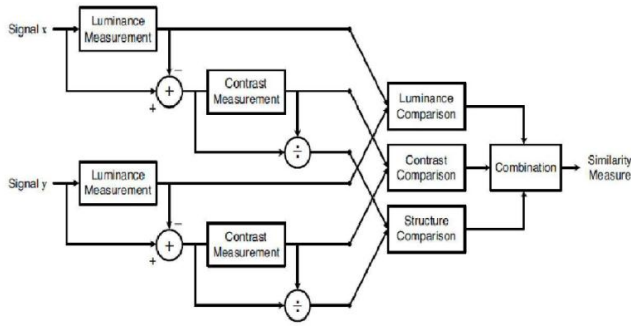 Signal x
Luminance
Measurement
−
+
+
Contrast
Measurement
÷
Luminance
Comparison
Signal y
Luminance
Measurement
−
+
+
Contrast
Measurement
÷
Contrast
Comparison
Structure
Comparison
Combination
Similarity
Measure